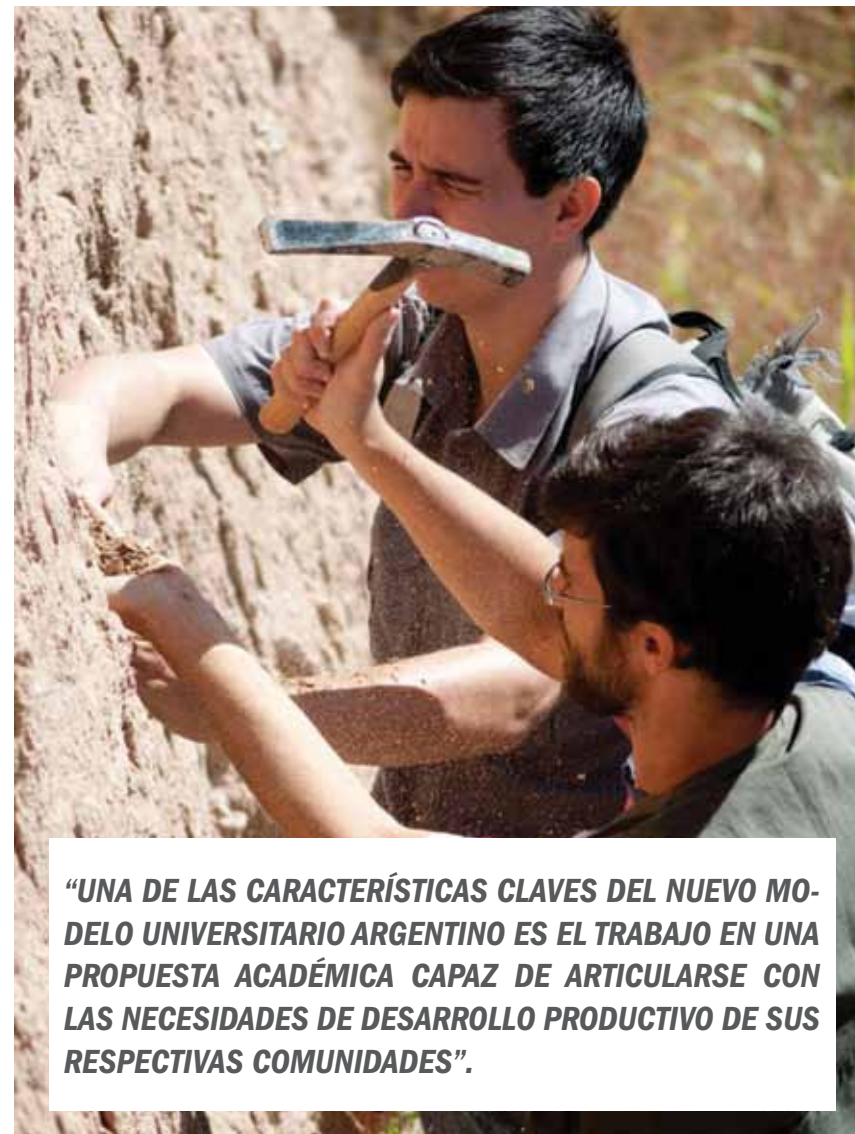 “UNA DE LAS CARACTERÍSTICAS CLAVES DEL NUEVO MO-
DELO UNIVERSITARIO ARGENTINO ES EL TRABAJO EN UNA
PROPUESTA ACADÉMICA CAPAZ DE ARTICULARSE CON
LAS NECESIDADES DE DESARROLLO PRODUCTIVO DE SUS
RESPECTIVAS COMUNIDADES”.